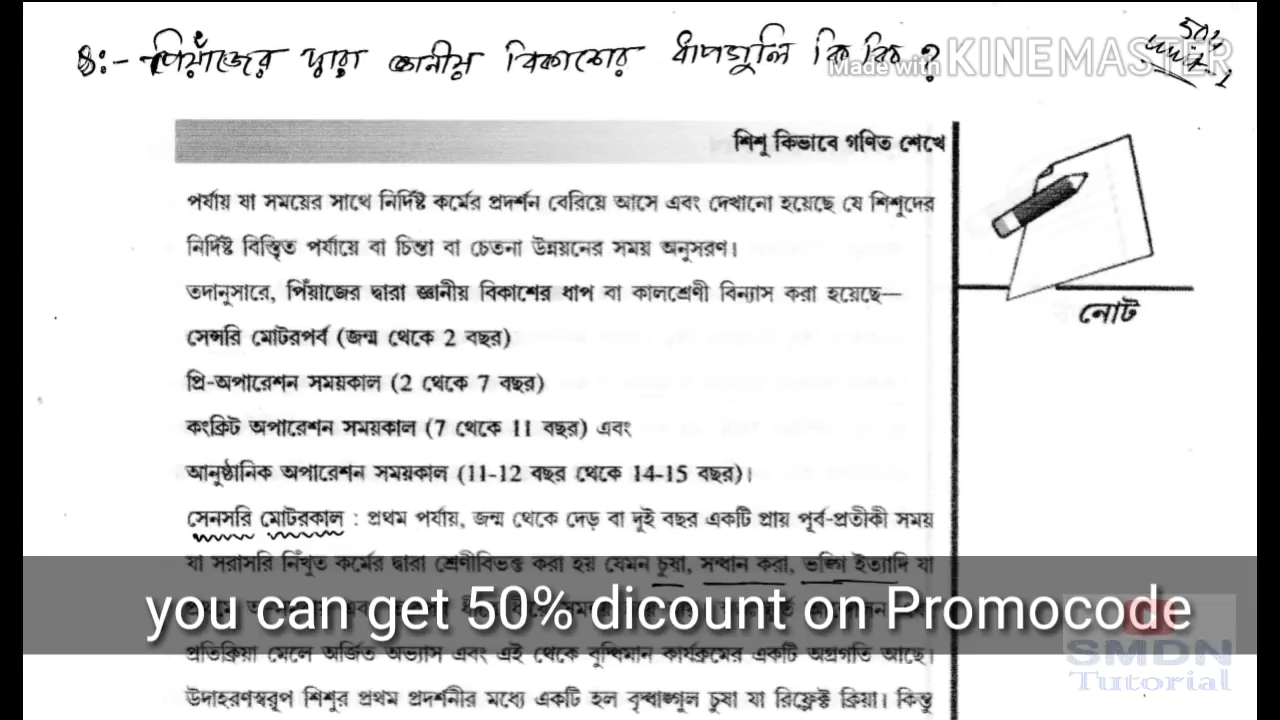 ৪:- পিয়াঁজের দ্বারা জ্ঞানীয় বিকাশের ধাপগুলি কি কি ?
Made with KINEMASTER
শিশু কিভাবে গণিত শেখে
পর্যায় যা সময়ের সাথে নির্দিষ্ট কর্মের প্রদর্শন বেরিয়ে আসে এবং দেখানো হয়েছে যে শিশুদের
নির্দিষ্ট বিস্তৃত পর্যায়ে বা চিন্তা বা চেতনা উন্নয়নের সময় অনুসরণ।
তদানুসারে, পিঁয়াজের দ্বারা জ্ঞানীয় বিকাশের ধাপ বা কালশ্রেণী বিন্যাস করা হয়েছে—
নোট
সেন্সরি মোটরপর্ব (জন্ম থেকে 2 বছর)
প্রি-অপারেশন সময়কাল (2 থেকে 7 বছর)
কংক্রিট অপারেশন সময়কাল (7 থেকে 11 বছর) এবং
আনুষ্ঠানিক অপারেশন সময়কাল (11-12 বছর থেকে 14-15 বছর)।
সেনসরি মোটরকাল : প্রথম পর্যায়, জন্ম থেকে দেড় বা দুই বছর একটি প্রায় পূর্ব-প্রতীকী সময়
যা সরাসরি নিখুঁত কর্মের দ্বারা শ্রেণীবিভক্ত করা হয় যেমন চুষা, সন্ধান করা, ভঙ্গি ইত্যাদি যা
you can get 50% dicount on Promocode
প্রতিক্রিয়া মেলে অর্জিত অভ্যাস এবং এই থেকে বুদ্ধিমান কার্যক্রমের একটি অগ্রগতি আছে।
SMDN
Tutorial
উদাহরণস্বরূপ শিশুর প্রথম প্রদর্শনীর মধ্যে একটি হল বৃদ্ধাঙ্গুল চুষা যা রিফ্লেক্ট ক্রিয়া। কিন্তু